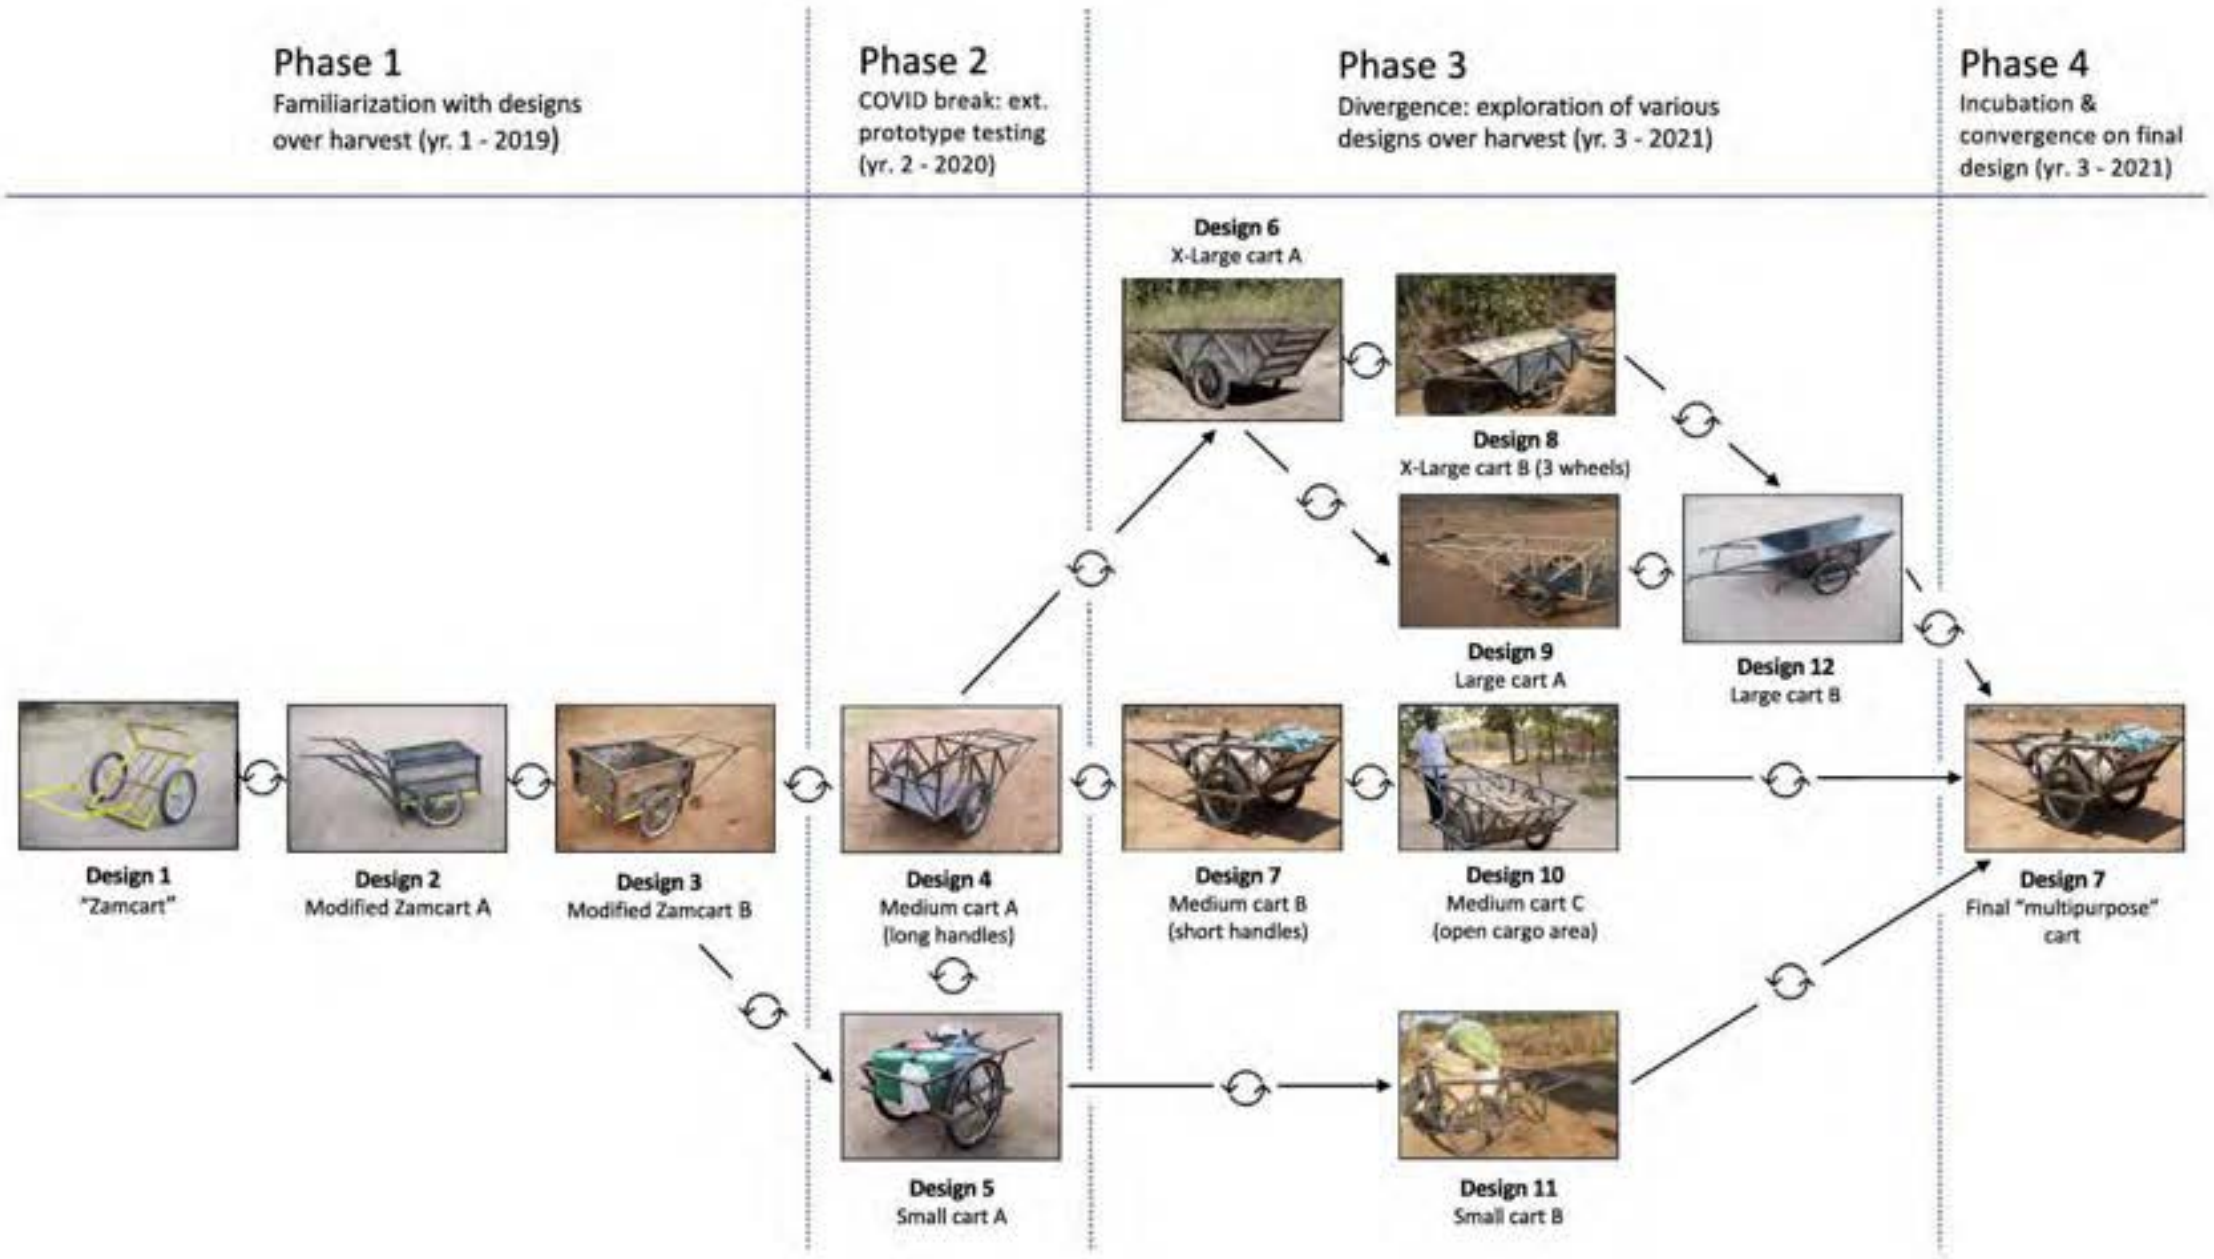 Phase 1
Familiarization with designs
over harvest (yr. 1 - 2019)
Phase 2
COVID break: ext.
prototype testing
(yr. 2 - 2020)
Phase 3
Divergence: exploration of various
designs over harvest (yr. 3 - 2021)
Phase 4
Incubation &
convergence on final
design (yr. 3 - 2021)
Design 6
X-Large cart A
Design 8
X-Large cart B (3 wheels)
Design 9
Large cart A
Design 12
Large cart B
Design 1
"Zamcart"
Design 2
Modified Zamcart A
Design 3
Modified Zamcart B
Design 4
Medium cart A
(long handles)
Design 7
Medium cart B
(short handles)
Design 10
Medium cart C
(open cargo area)
Design 7
Final "multipurpose"
cart
Design 5
Small cart A
Design 11
Small cart B